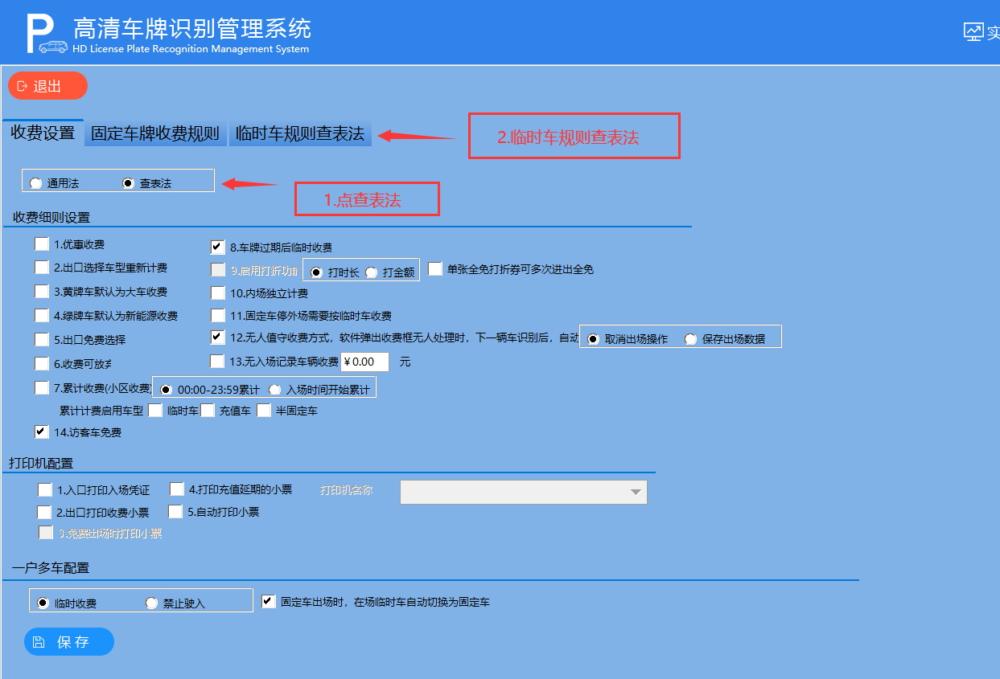 高清车牌识别管理系统
HD License Plate Recognition Management System
实
退出
收费设置 固定车牌收费规则 临时车规则查表法
2.临时车规则查表法
通用法 查表法
1.点查表法
收费细则设置
1.优惠收费
8.车牌过期后临时收费
2.出口选择车型重新计费
9.启用打折功能 打时长 打金额 单张全免打折券可多次进出全免
3.黄牌车默认为大车收费
10.内场独立计费
4.绿牌车默认为新能源收费
11.固定车停外场需要按临时车收费
5.出口免费选择
12.无人值守收费方式，软件弹出收费框无人处理时，下一辆车识别后，自动 取消出场操作 保存出场数据
6.收费可放弃
13.无入场记录车辆收费 ¥0.00 元
7.累计收费(小区收费) 00:00-23:59累计 入场时间开始累计
累计计费启用车型 临时车 充值车 半固定车
14.访客车免费
打印机配置
1.入口打印入场凭证 4.打印充值延期的小票 打印机名称
2.出口打印收费小票 5.自动打印小票
3.免费出场时打印小票
一户多车配置
临时收费 禁止驶入 固定车出场时，在场临时车自动切换为固定车
保存